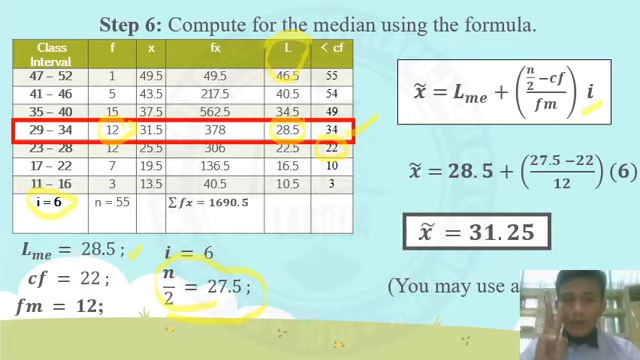 Step 6: Compute for the median using the formula.
Class Interval f x fx L < cf
47 – 52 1 49.5 49.5 46.5 55
41 – 46 5 43.5 217.5 40.5 54
35 – 40 15 37.5 562.5 34.5 49
29 – 34 12 31.5 378 28.5 34
23 – 28 12 25.5 306 22.5 22
17 – 22 7 19.5 136.5 16.5 10
11 – 16 3 13.5 40.5 10.5 3
i = 6 n = 55 ∑fx = 1690.5
L_me = 28.5 ; i = 6
cf = 22 ; n/2 = 27.5 ;
fm = 12;
x̃ = L_me + ((n/2 – cf)/fm) i
x̃ = 28.5 + ((27.5 – 22)/12) (6)
x̃ = 31.25
(You may use a